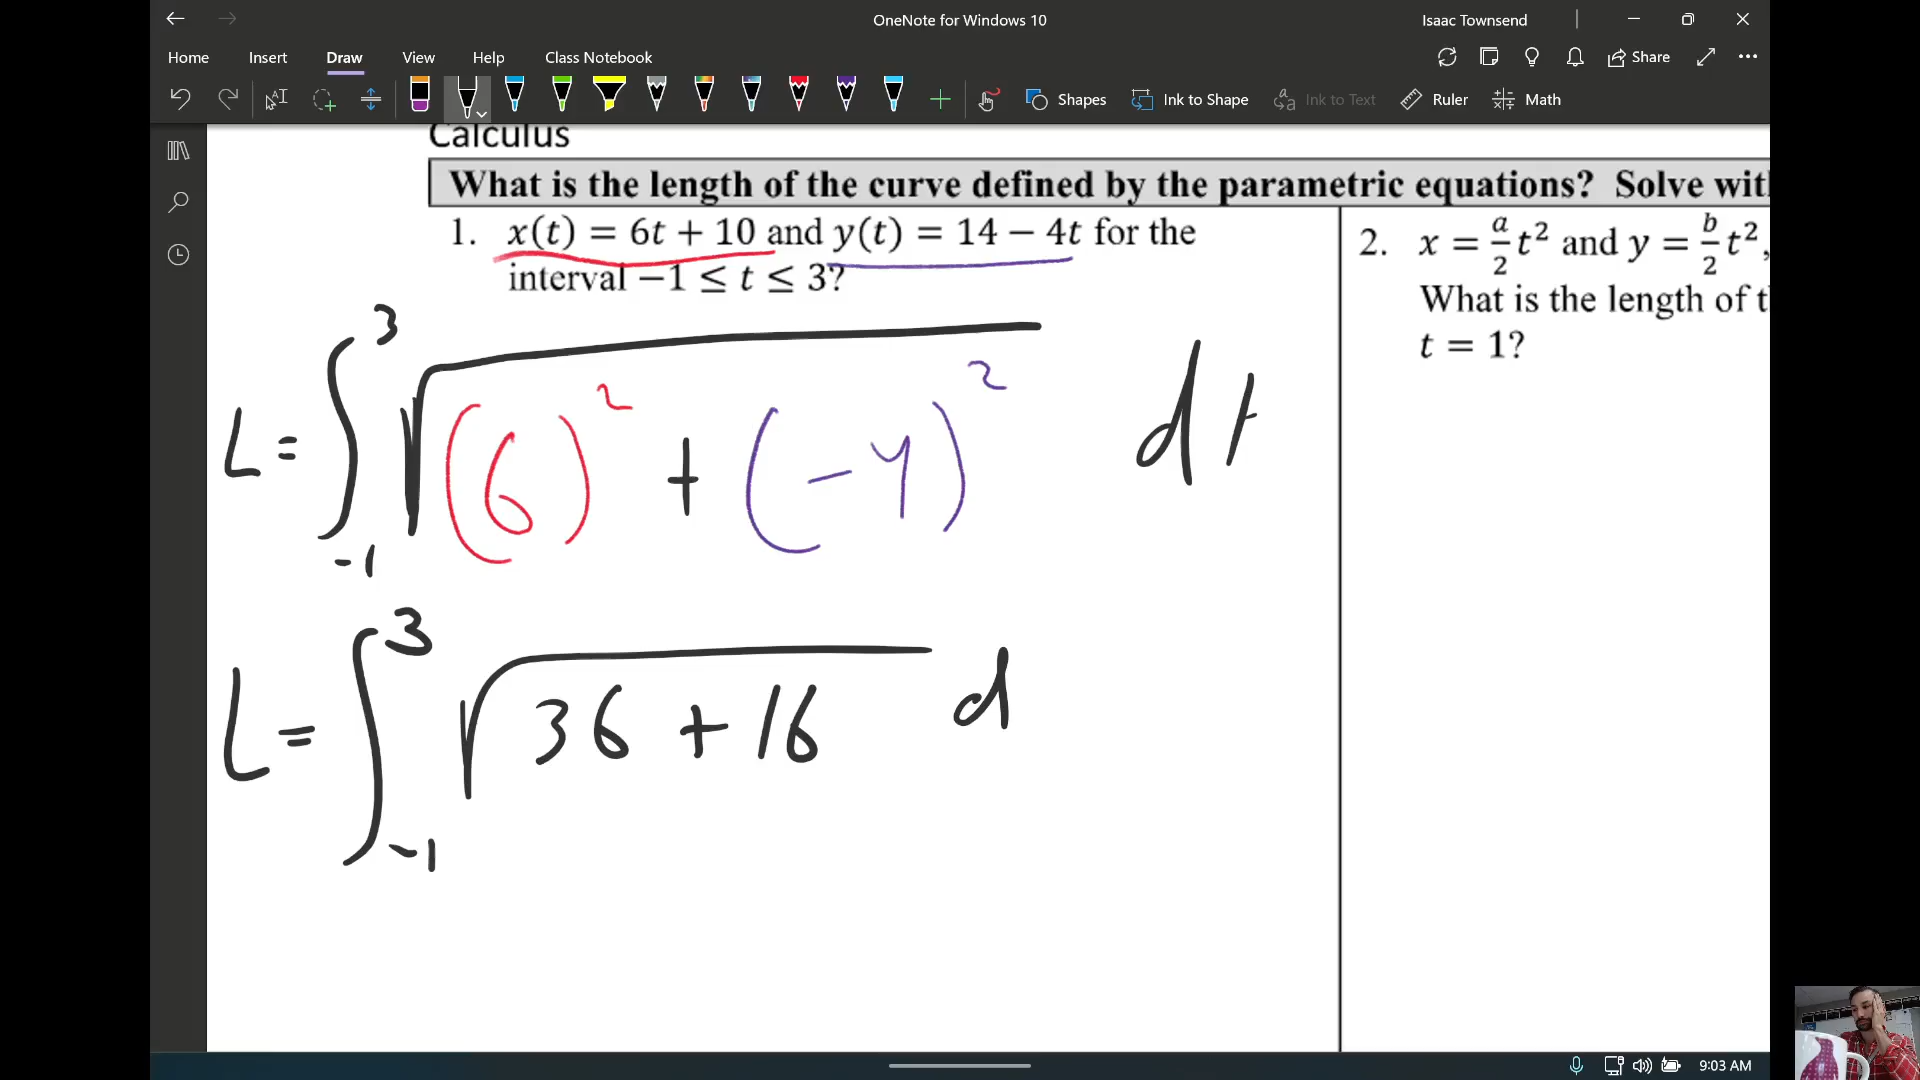 OneNote for Windows 10
Isaac Townsend
Home Insert Draw View Help Class Notebook
Share
Shapes Ink to Shape Ink to Text Ruler Math
Calculus
What is the length of the curve defined by the parametric equations? Solve wit
1. x(t) = 6t + 10 and y(t) = 14 − 4t for the
interval −1 ≤ t ≤ 3?
2. x = a/2 t² and y = b/2 t²,
What is the length of t
t = 1?
L = ∫₋₁³ √((6)² + (-4)²) dt
L = ∫₋₁³ √(36 + 16) d
9:03 AM